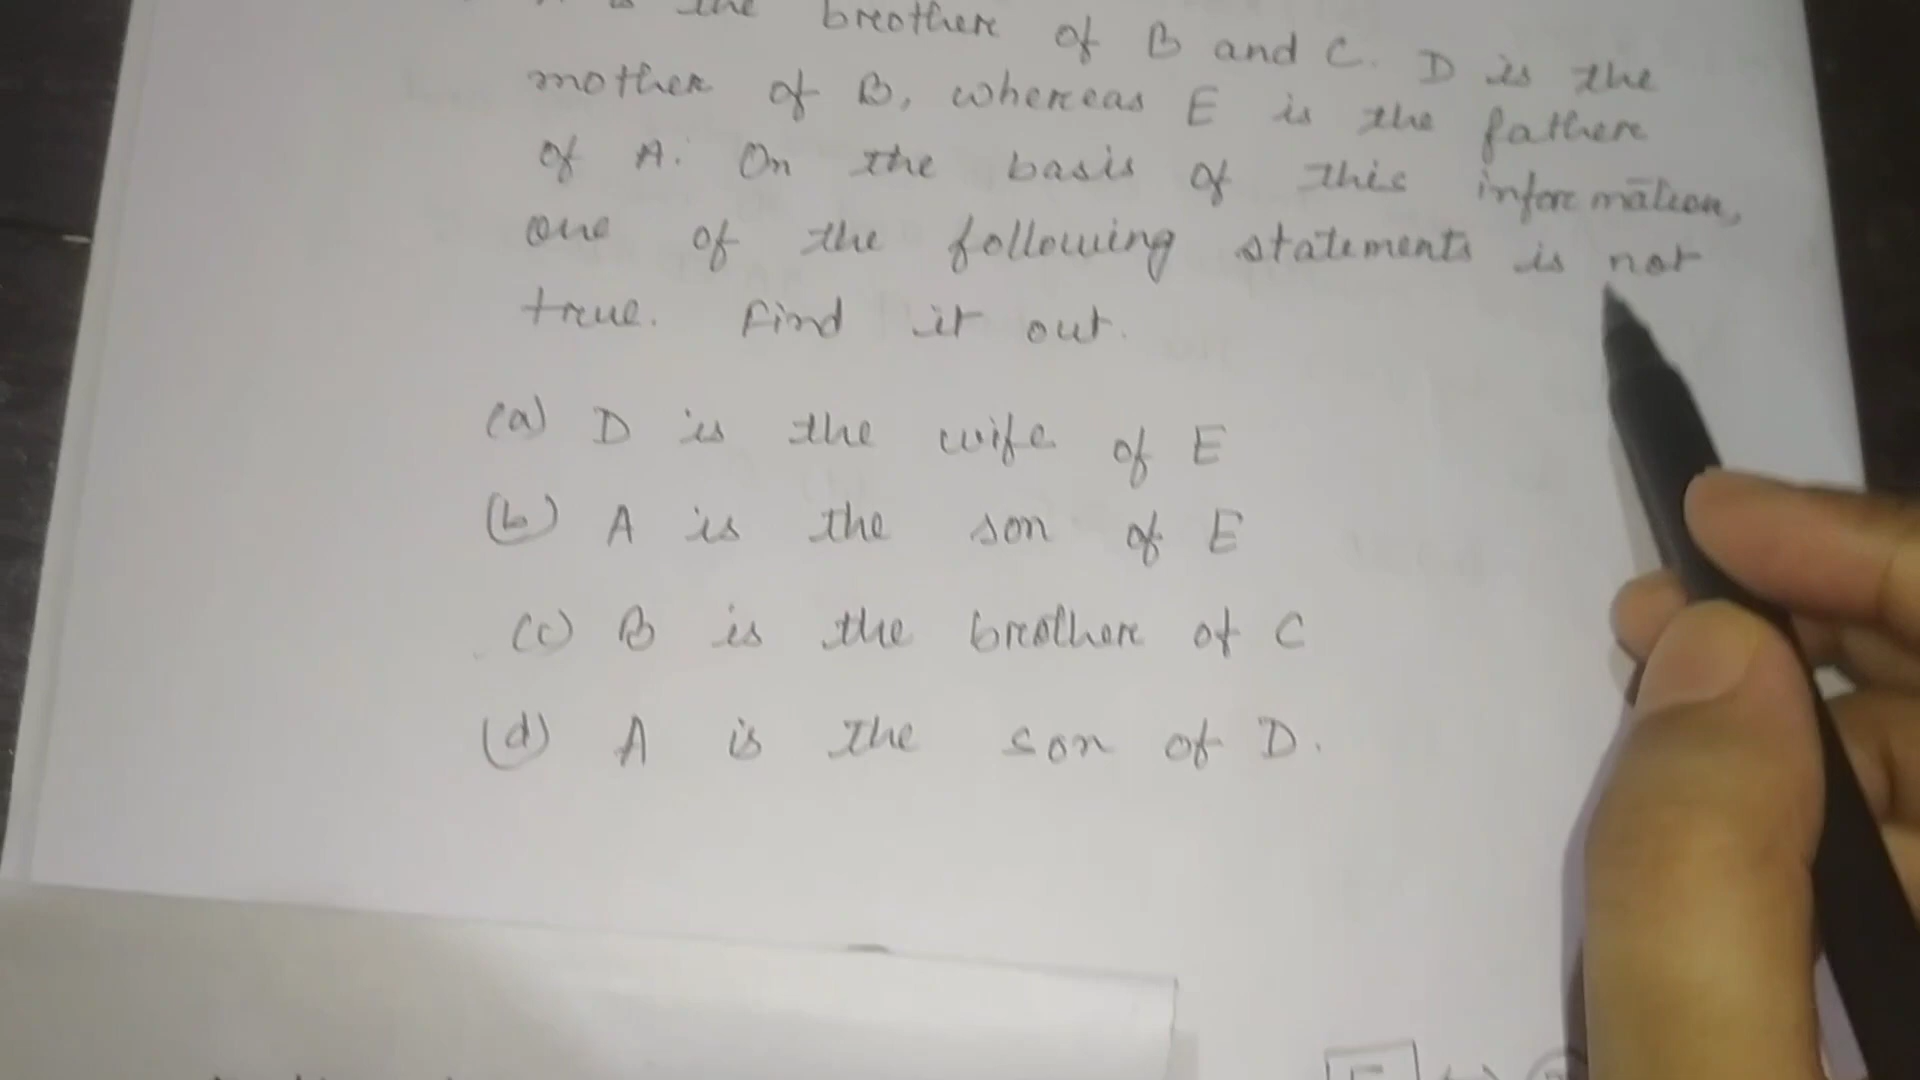 is the brother of B and C. D is the
mother of B, whereas E is the father
of A. On the basis of this information,
one of the following statements is not
true. Find it out.
(a) D is the wife of E
(b) A is the son of E
(c) B is the brother of C
(d) A is the son of D.